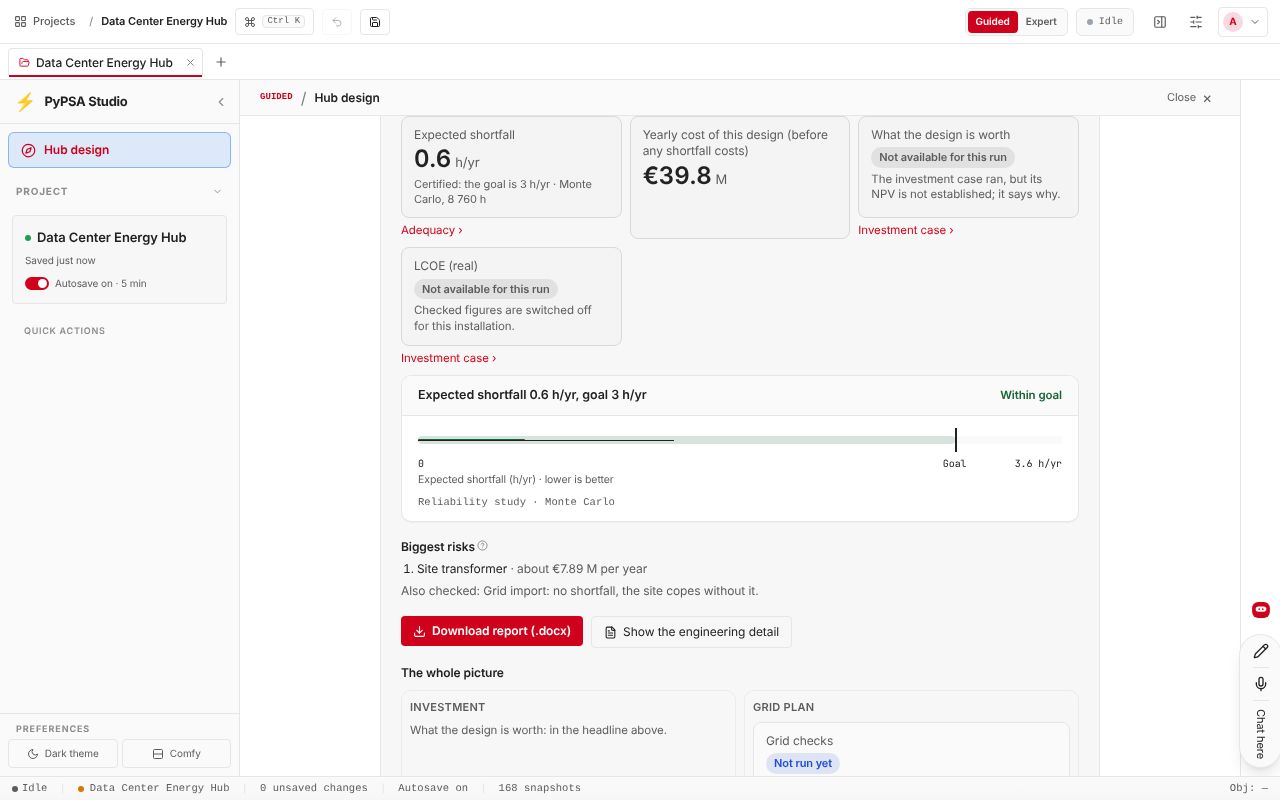 Projects / Data Center Energy Hub Ctrl K Guided Expert Idle A
Data Center Energy Hub
PyPSA Studio
Hub design
PROJECT
Data Center Energy Hub
Saved just now
Autosave on · 5 min
QUICK ACTIONS
PREFERENCES
Dark theme Comfy
GUIDED / Hub design Close
Expected shortfall
0.6 h/yr
Certified: the goal is 3 h/yr · Monte
Carlo, 8 760 h
Adequacy ›
Yearly cost of this design (before
any shortfall costs)
€39.8 M
What the design is worth
Not available for this run
The investment case ran, but its
NPV is not established; it says why.
Investment case ›
LCOE (real)
Not available for this run
Checked figures are switched off
for this installation.
Investment case ›
Expected shortfall 0.6 h/yr, goal 3 h/yr Within goal
0 Goal 3.6 h/yr
Expected shortfall (h/yr) · lower is better
Reliability study · Monte Carlo
Biggest risks ?
1. Site transformer · about €7.89 M per year
Also checked: Grid import: no shortfall, the site copes without it.
Download report (.docx) Show the engineering detail
The whole picture
INVESTMENT
What the design is worth: in the headline above.
GRID PLAN
Grid checks
Not run yet
Chat here
Idle Data Center Energy Hub 0 unsaved changes Autosave on 168 snapshots Obj: —